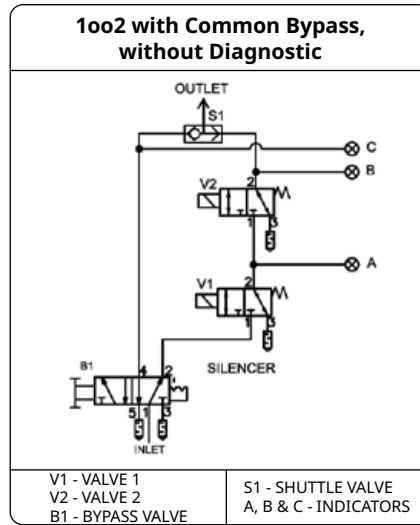 1oo2 with Common Bypass,
without Diagnostic
OUTLET
S1
C
B
2
V2
1 3
A
2
V1
1 3
SILENCER
B1
4 2
5 1 3
INLET
V1 - VALVE 1
V2 - VALVE 2
B1 - BYPASS VALVE
S1 - SHUTTLE VALVE
A, B & C - INDICATORS